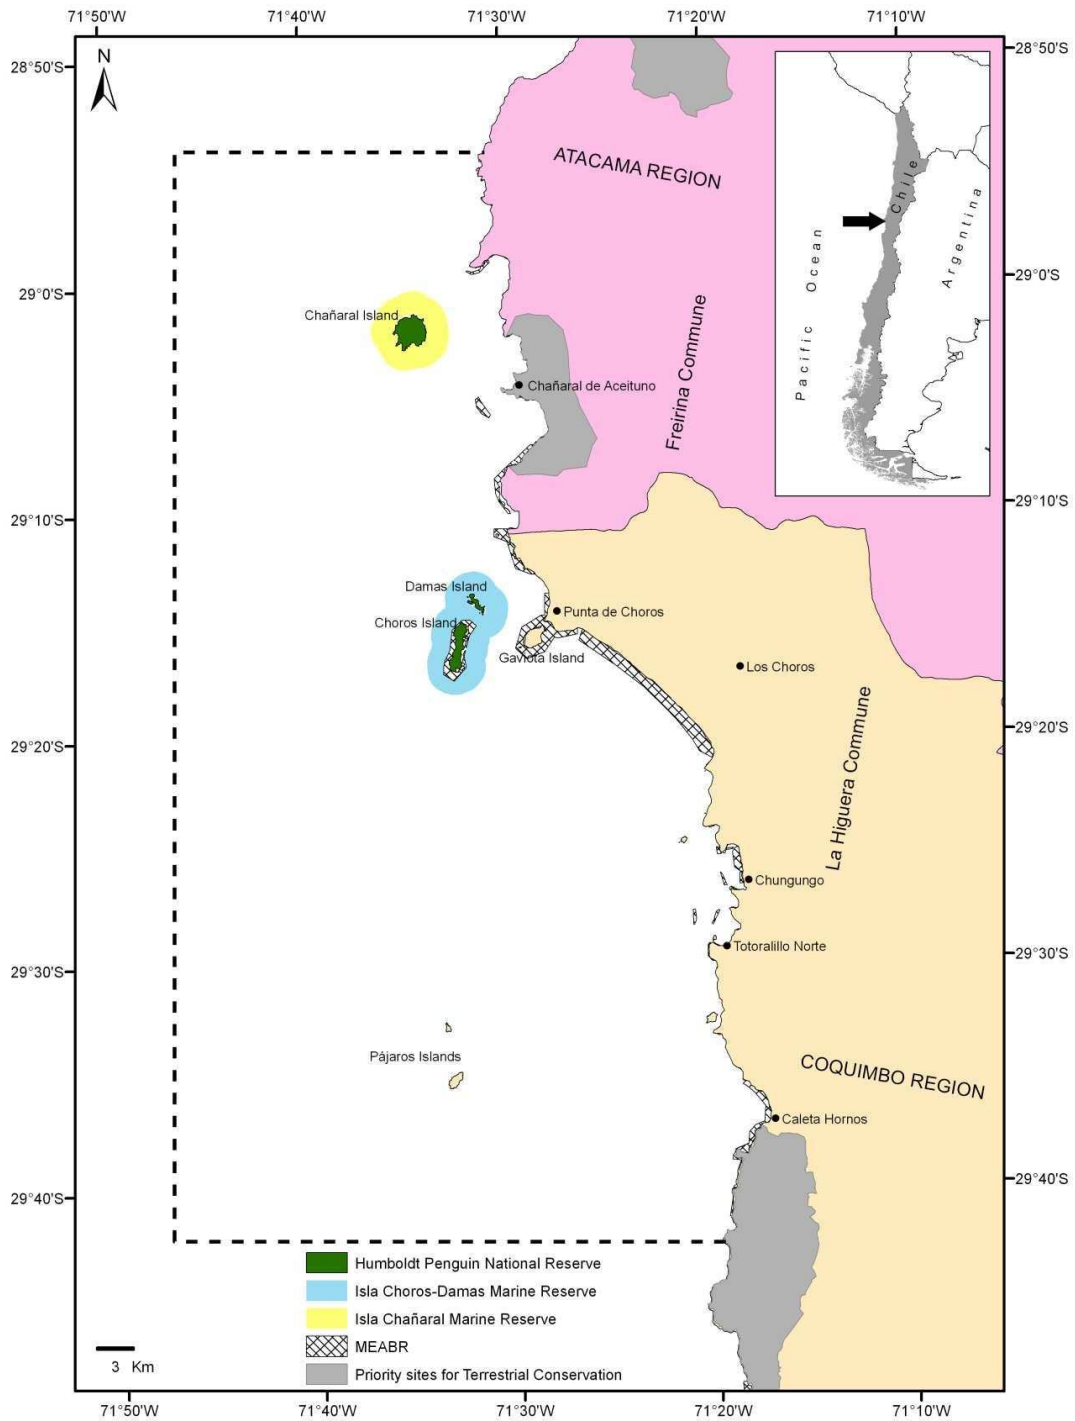 71°50'W
71°40'W
71°30'W
71°20'W
71°10'W
28°50'S
28°50'S
N
ATACAMA REGION
Chile
Argentina
Pacific Ocean
29°0'S
29°0'S
Chañaral Island
Freirina Commune
Chañaral de Aceituno
29°10'S
29°10'S
Damas Island
Punta de Choros
Choros Island
Gaviota Island
Los Choros
29°20'S
29°20'S
La Higuera Commune
Chungungo
Totoralillo Norte
29°30'S
29°30'S
Pájaros Islands
COQUIMBO REGION
Caleta Hornos
29°40'S
29°40'S
Humboldt Penguin National Reserve
Isla Choros-Damas Marine Reserve
Isla Chañaral Marine Reserve
MEABR
Priority sites for Terrestrial Conservation
3 Km
71°50'W
71°40'W
71°30'W
71°20'W
71°10'W